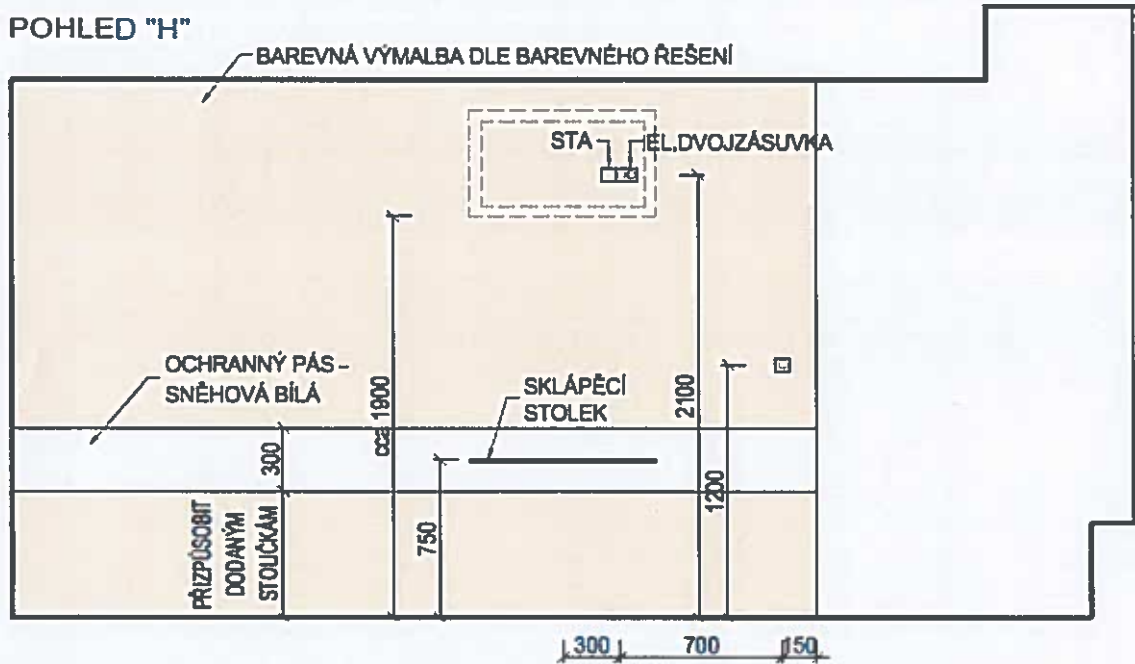 POHLED "H"
BAREVNÁ VÝMALBA DLE BAREVNÉHO ŘEŠENÍ
STA
EL.DVOJZÁSUVKA
OCHRANNÝ PÁS –
SNĚHOVÁ BÍLÁ
SKLÁPĚCÍ
STOLEK
cca 1900
2100
1200
300
750
PŘIZPŮSOBIT
DODANÝM
STOLIČKÁM
300
700
150